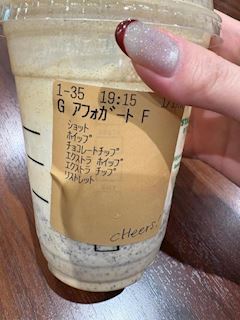 1-35 19:15 1/
G アフォガート F
ショット
ホイップ
チョコレートチップ
エクストラ ホイップ
エクストラ チップ
リストレット
cHeers!